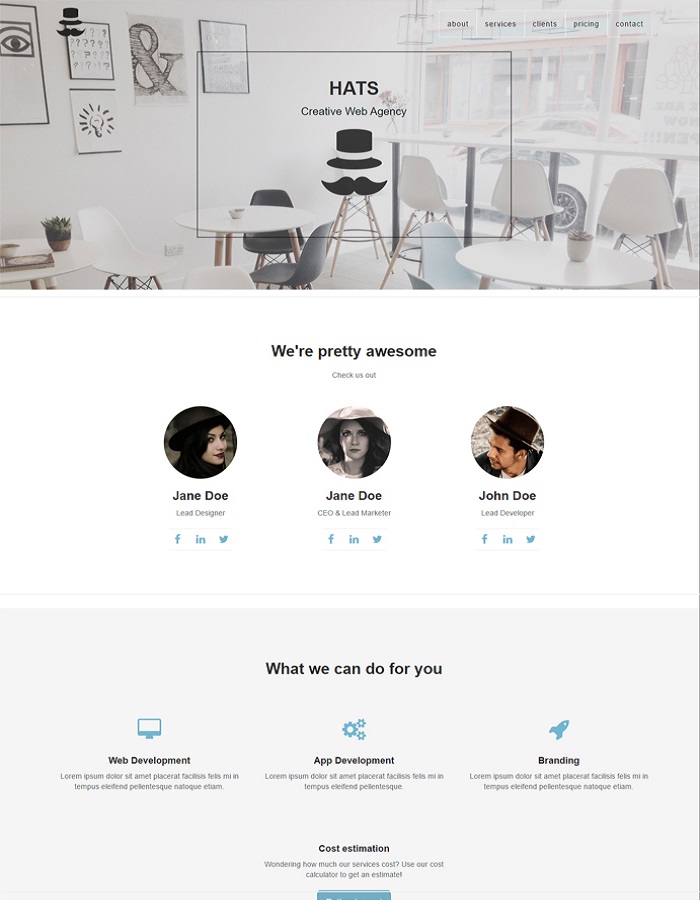 about services clients pricing contact
&
HATS
Creative Web Agency
We're pretty awesome
Check us out
Jane Doe Jane Doe John Doe
Lead Designer CEO & Lead Marketer Lead Developer
What we can do for you
Web Development App Development Branding
Lorem ipsum dolor sit amet placerat facilisis felis mi in Lorem ipsum dolor sit amet placerat facilisis felis mi in Lorem ipsum dolor sit amet placerat facilisis felis mi in
tempus eleifend pellentesque natoque etiam. tempus eleifend pellentesque. tempus eleifend pellentesque natoque etiam.
Cost estimation
Wondering how much our services cost? Use our cost
calculator to get an estimate!